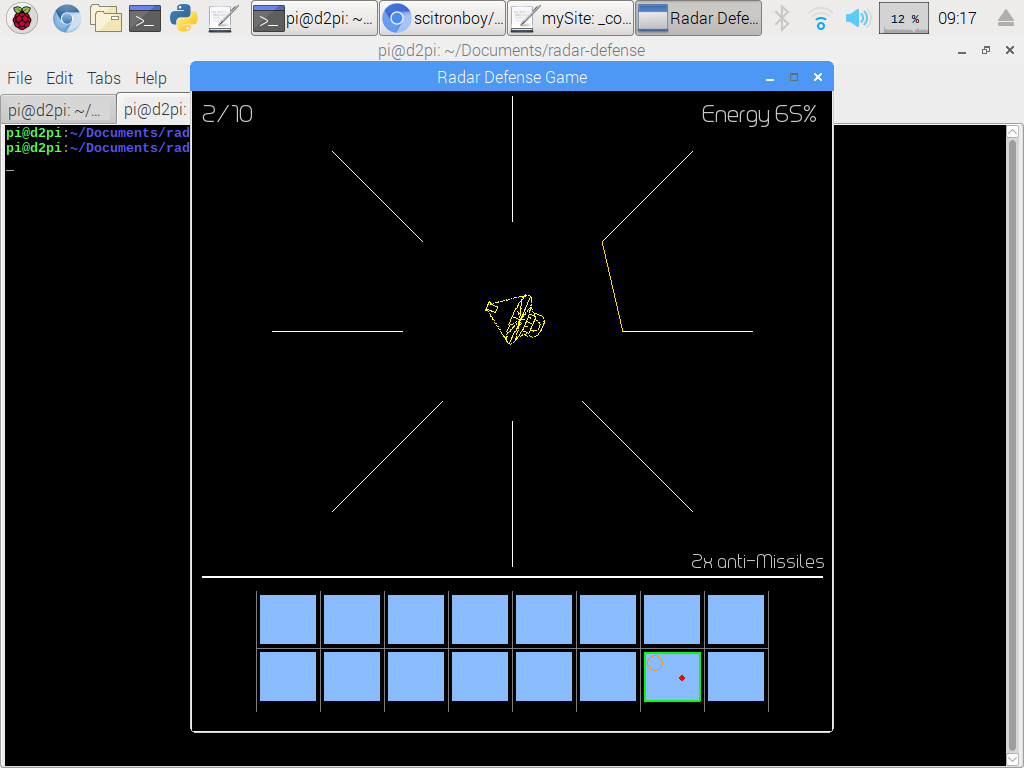 pi@d2pi: ~... scitronboy/... mySite: _co... Radar Defe... 12 % 09:17
pi@d2pi: ~/Documents/radar-defense
File Edit Tabs Help
Radar Defense Game
pi@d2pi: ~/... pi@d2pi:
2/10 Energy 65%
pi@d2pi:~/Documents/rad
pi@d2pi:~/Documents/rad
2x anti-Missiles